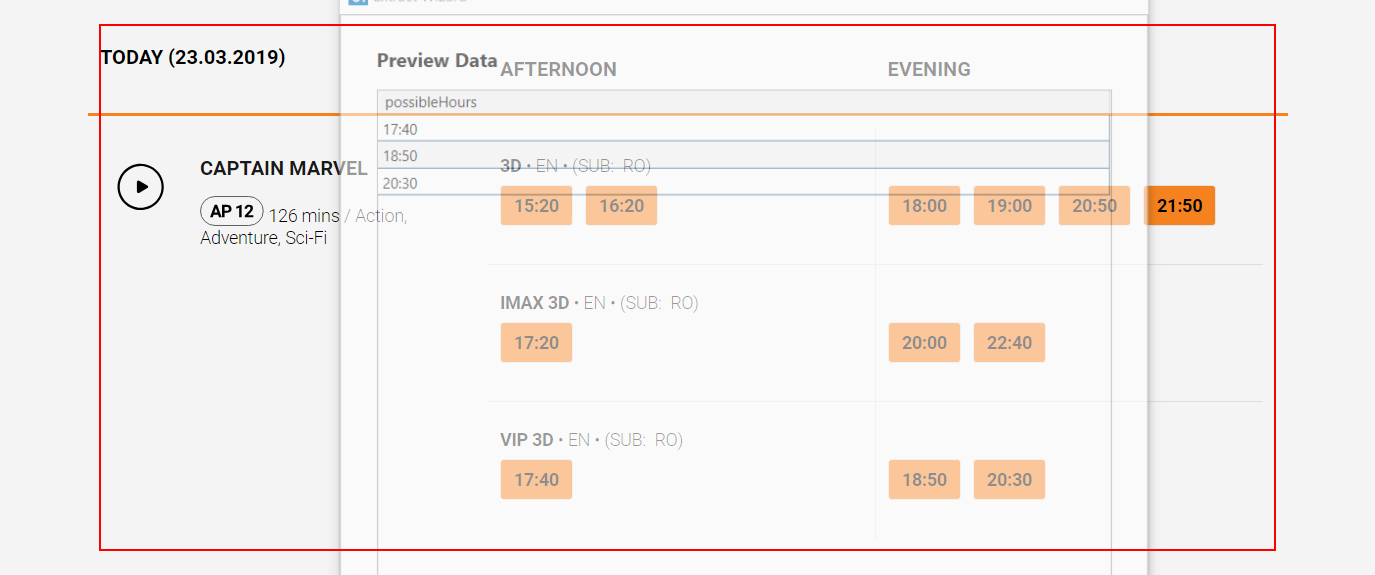 Extract Wizard
TODAY (23.03.2019)
Preview Data
AFTERNOON
EVENING
possibleHours
17:40
18:50
20:30
CAPTAIN MARVEL
AP 12 126 mins / Action,
Adventure, Sci-Fi
3D • EN • (SUB: RO)
15:20 16:20 18:00 19:00 20:50 21:50
IMAX 3D • EN • (SUB: RO)
17:20 20:00 22:40
VIP 3D • EN • (SUB: RO)
17:40 18:50 20:30